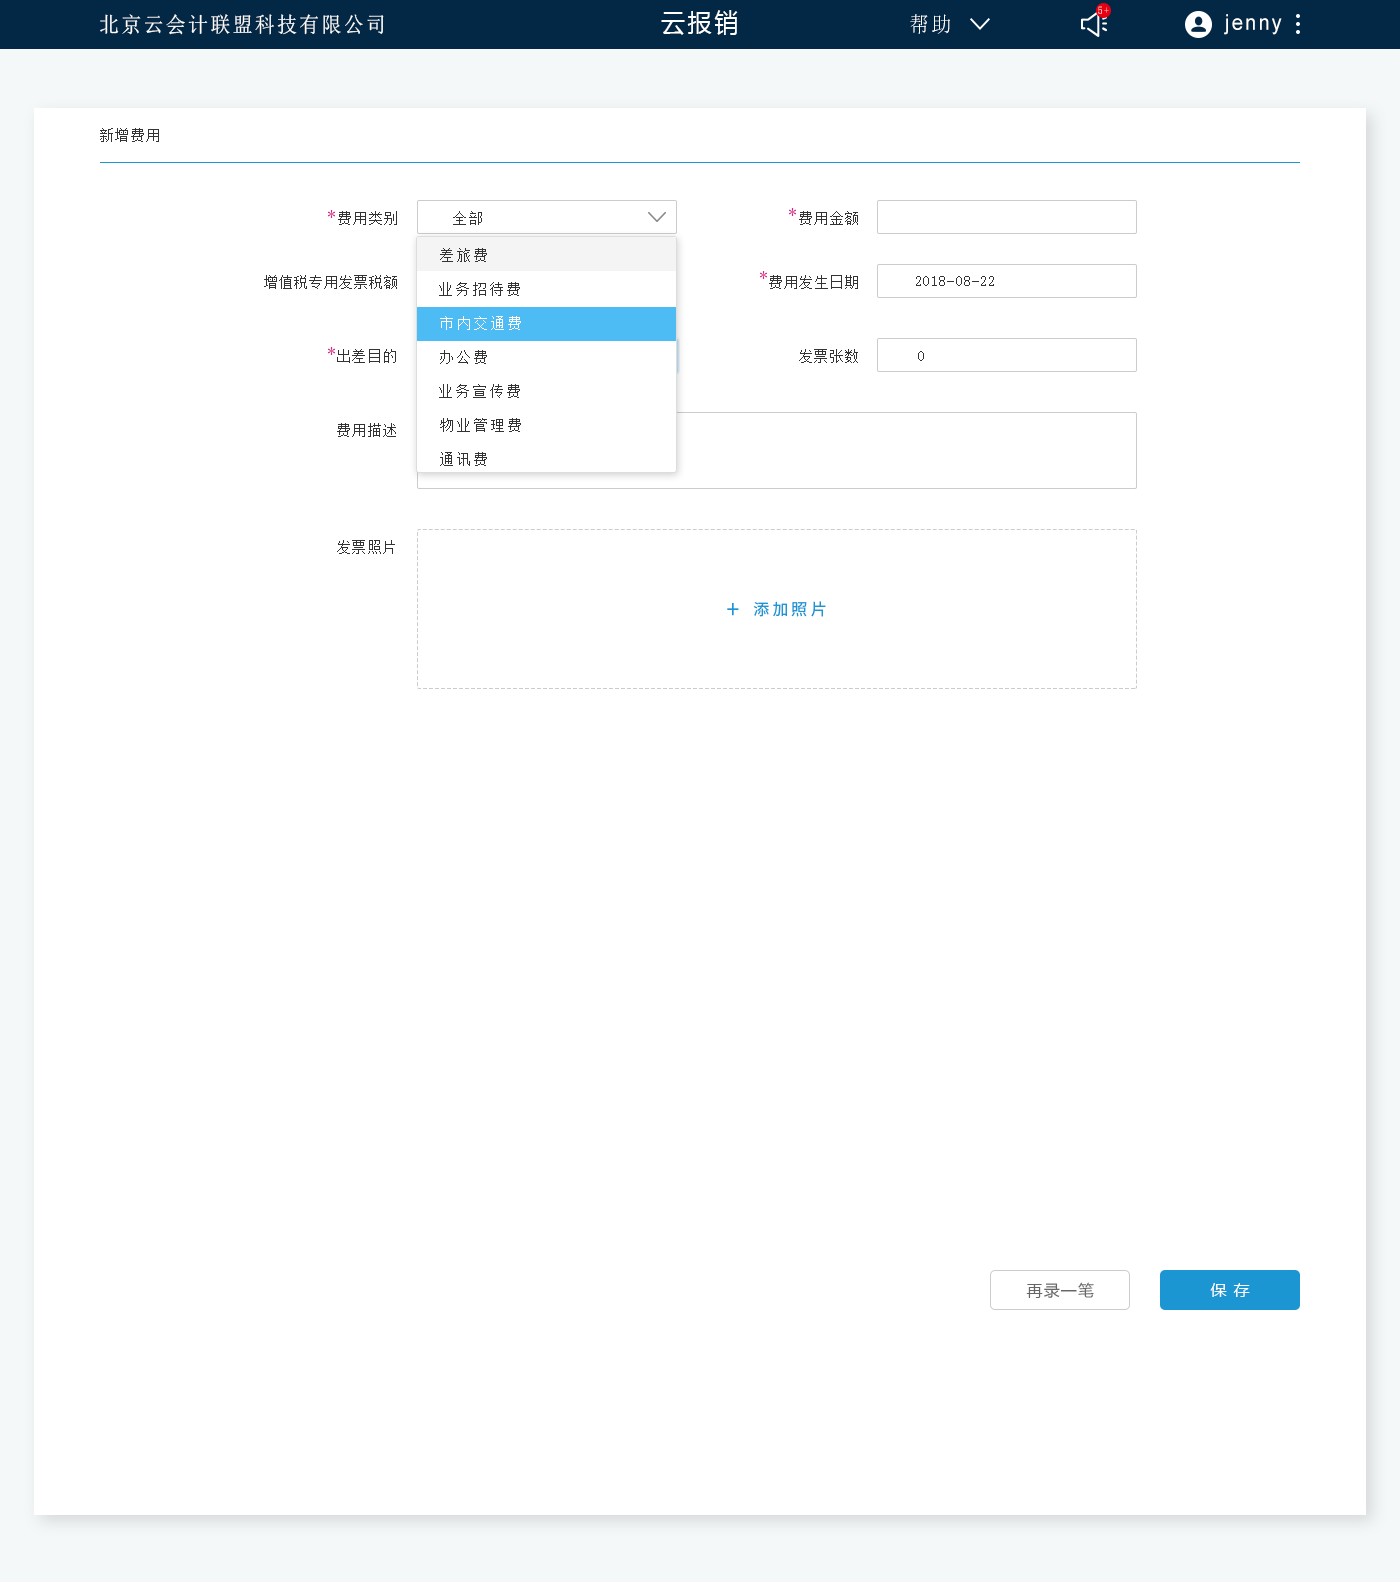 北京云会计联盟科技有限公司 云报销 帮助 5+ jenny
新增费用
*费用类别 全部 *费用金额
差旅费
增值税专用发票税额 *费用发生日期 2018-08-22
业务招待费
市内交通费
*出差目的 发票张数 0
办公费
业务宣传费
费用描述
物业管理费
通讯费
发票照片
+ 添加照片
再录一笔 保存